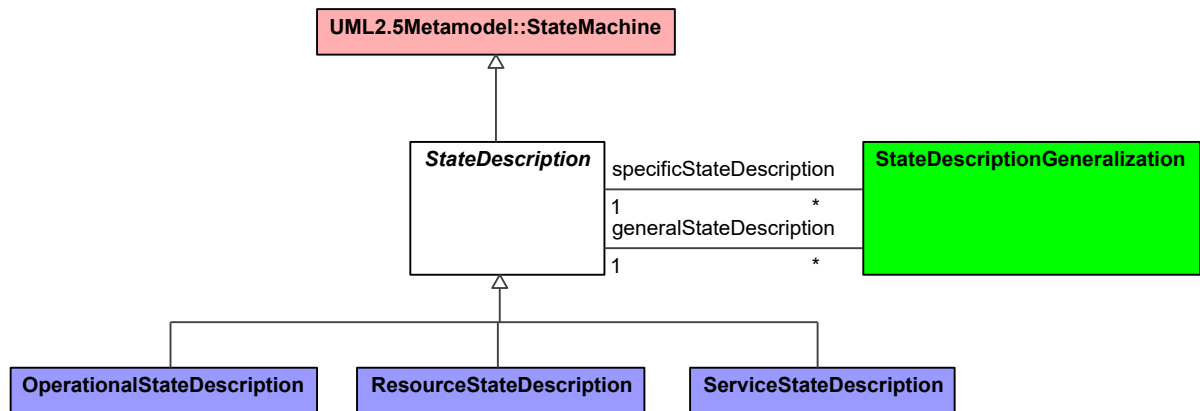 UML2.5Metamodel::StateMachine
StateDescription
StateDescriptionGeneralization
specificStateDescription
1 *
generalStateDescription
1 *
OperationalStateDescription
ResourceStateDescription
ServiceStateDescription